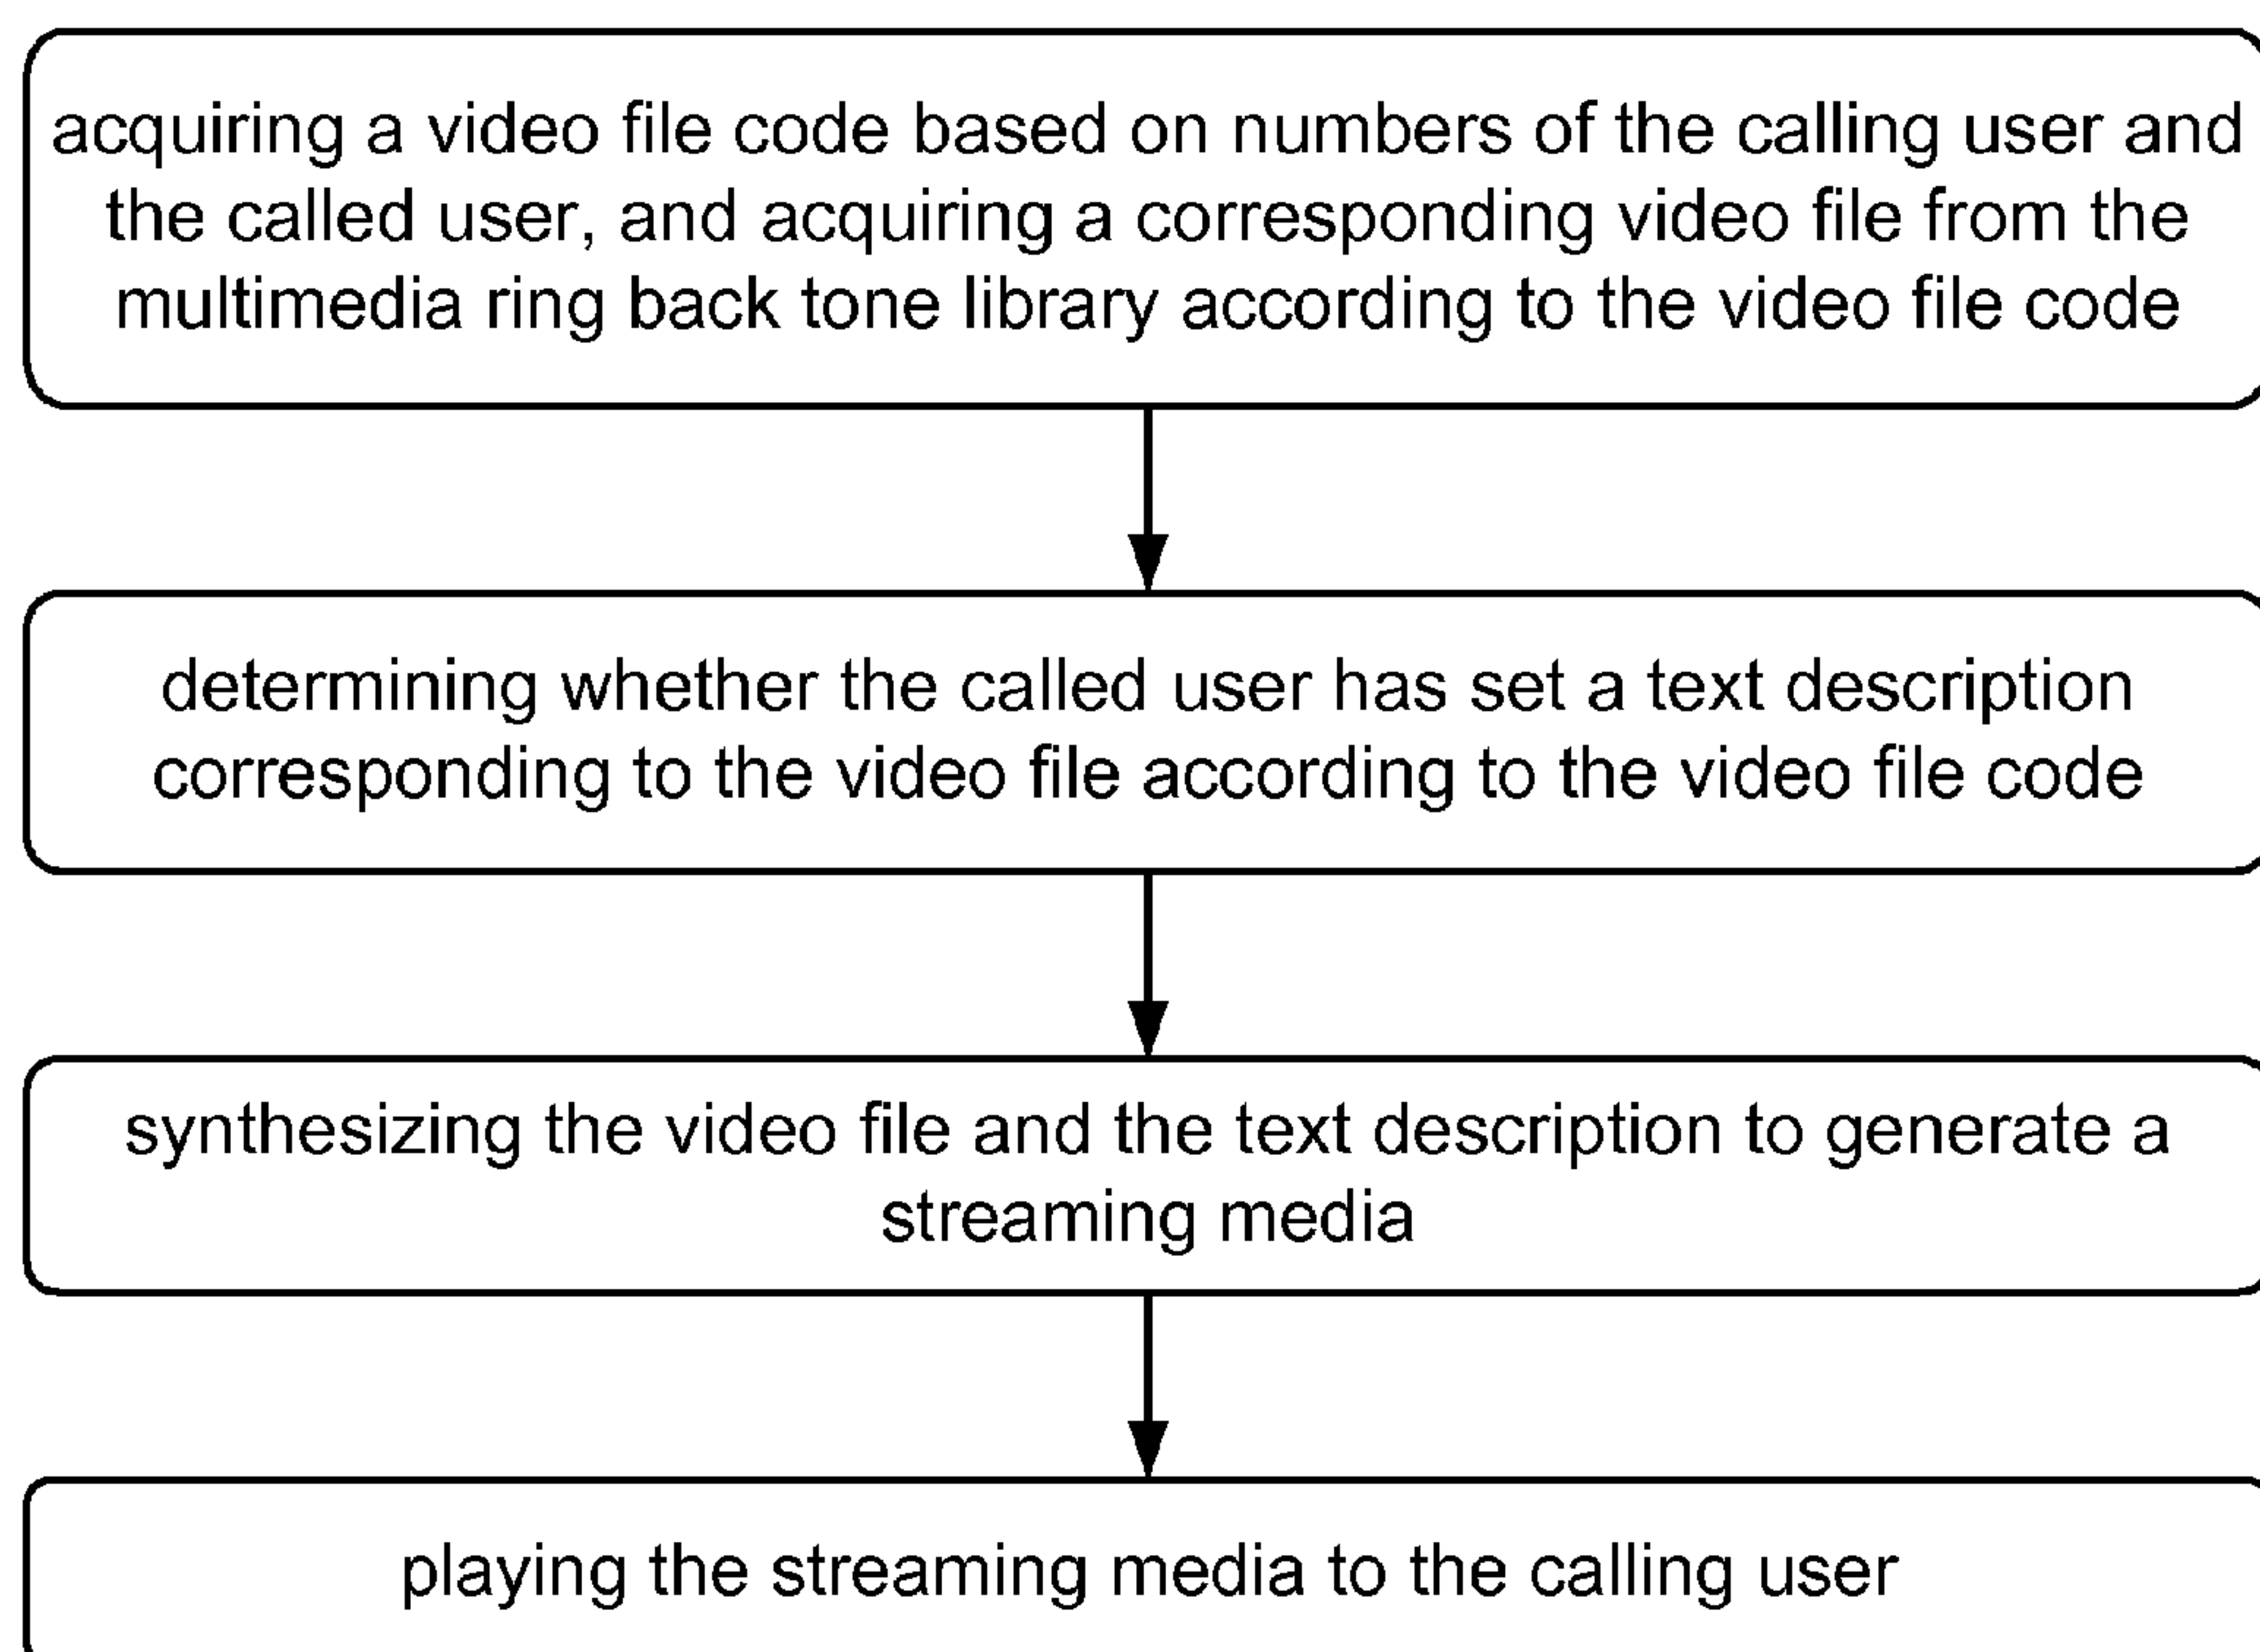 acquiring a video file code based on numbers of the calling user and
the called user, and acquiring a corresponding video file from the
multimedia ring back tone library according to the video file code
determining whether the called user has set a text description
corresponding to the video file according to the video file code
synthesizing the video file and the text description to generate a
streaming media
playing the streaming media to the calling user